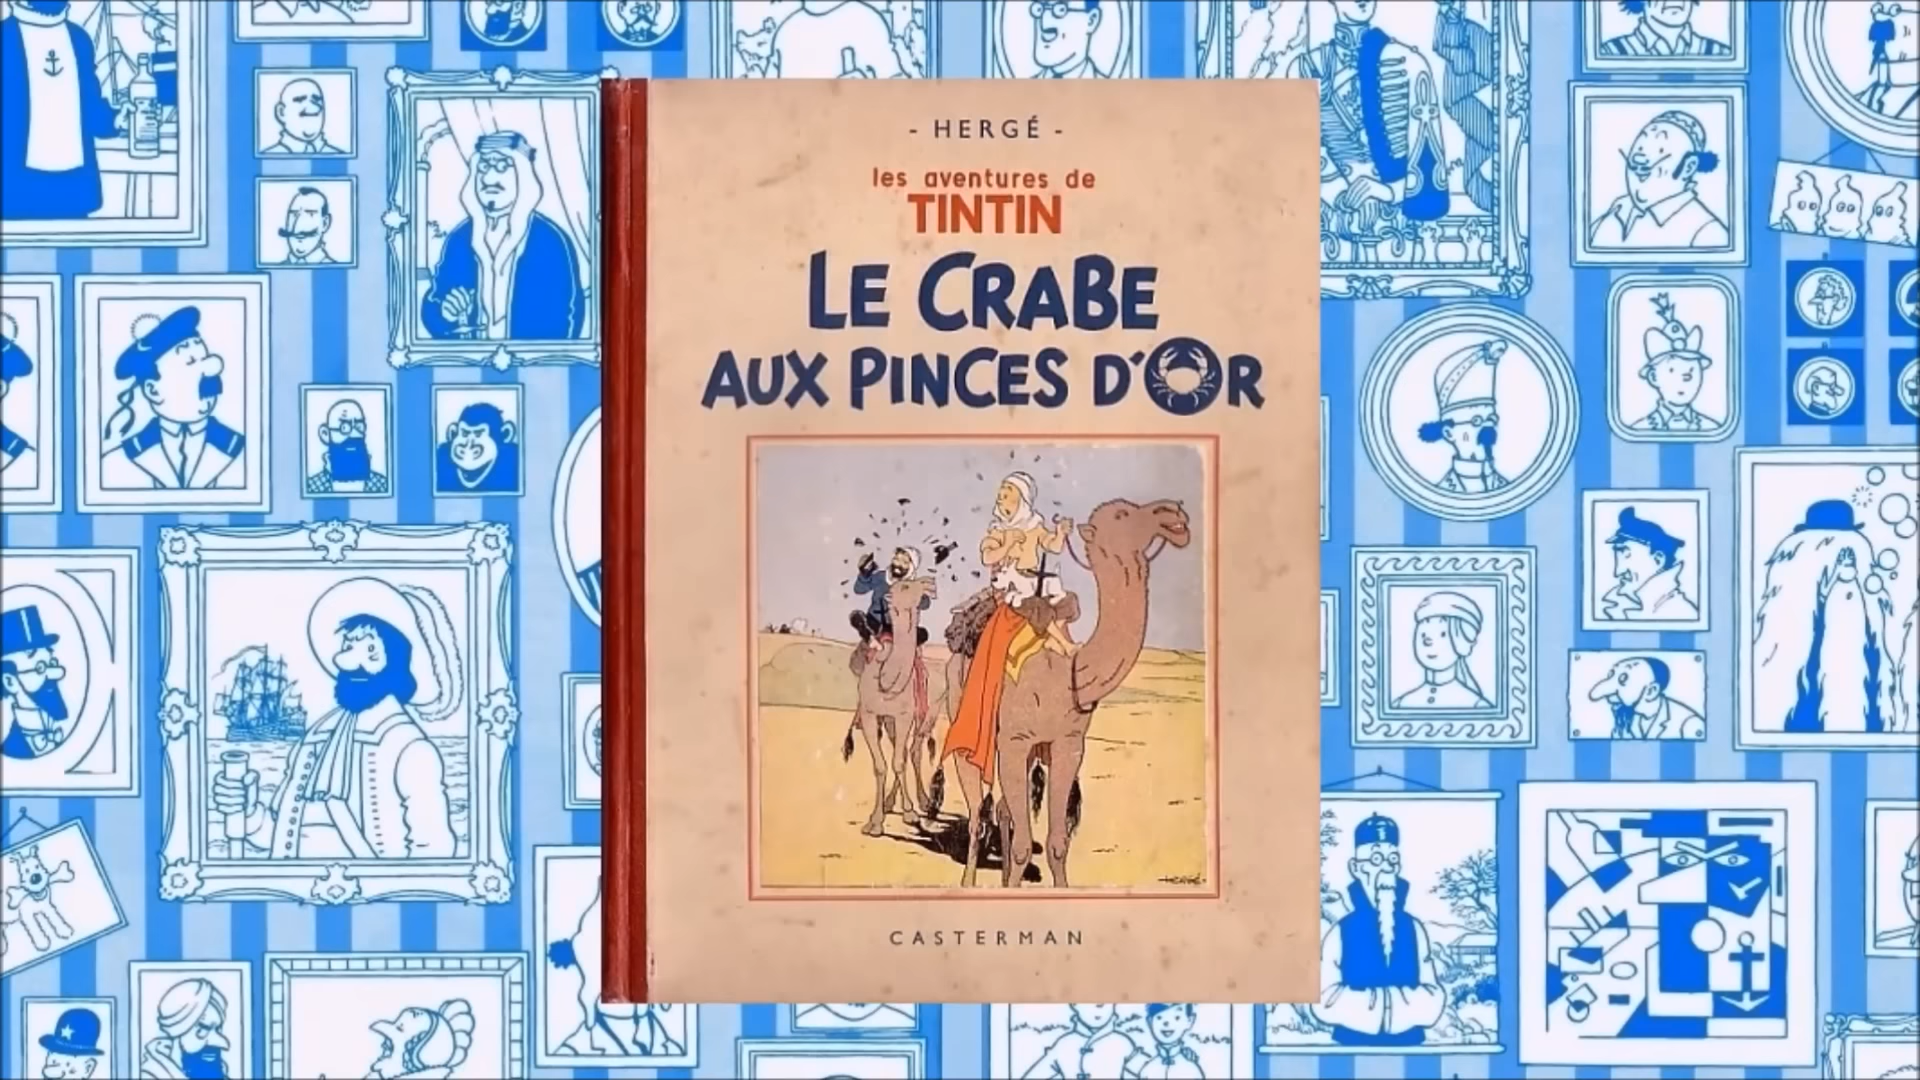 - HERGÉ -
les aventures de
TINTIN
LE CRABE
AUX PINCES D'OR
HERGÉ
CASTERMAN